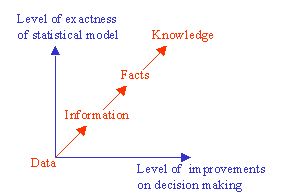 Level of exactness
of statistical model
Knowledge
Facts
Information
Data
Level of improvements
on decision making